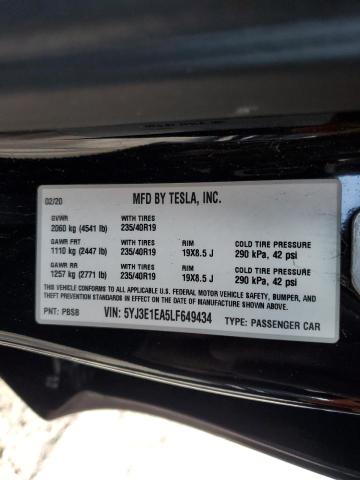 02/20 MFD BY TESLA, INC.
GVWR WITH TIRES
2060 kg (4541 lb) 235/40R19
GAWR FRT WITH TIRES RIM COLD TIRE PRESSURE
1110 kg (2447 lb) 235/40R19 19X8.5 J 290 kPa, 42 psi
GAWR RR WITH TIRES RIM COLD TIRE PRESSURE
1257 kg (2771 lb) 235/40R19 19X8.5 J 290 kPa, 42 psi
THIS VEHICLE CONFORMS TO ALL APPLICABLE U.S. FEDERAL MOTOR VEHICLE SAFETY, BUMPER, AND
THEFT PREVENTION STANDARDS IN EFFECT ON THE DATE OF MANUFACTURE SHOWN ABOVE.
PNT: PBSB VIN: 5YJ3E1EA5LF649434 TYPE: PASSENGER CAR